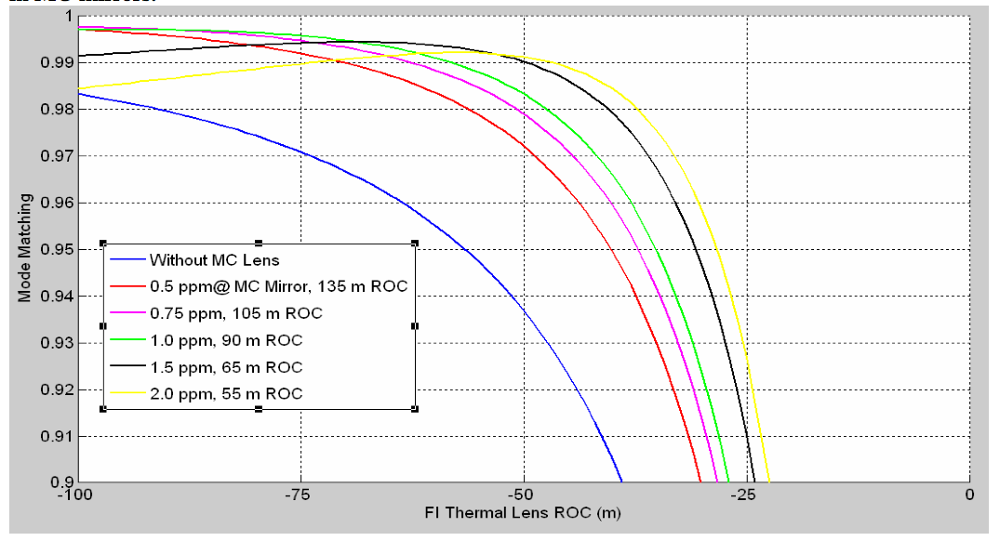 in MC mirrors.
1
0.99
0.98
0.97
0.96
0.95
0.94
0.93
0.92
0.91
0.9
Mode Matching
Without MC Lens
0.5 ppm@ MC Mirror, 135 m ROC
0.75 ppm, 105 m ROC
1.0 ppm, 90 m ROC
1.5 ppm, 65 m ROC
2.0 ppm, 55 m ROC
-100 -75 -50 -25 0
FI Thermal Lens ROC (m)